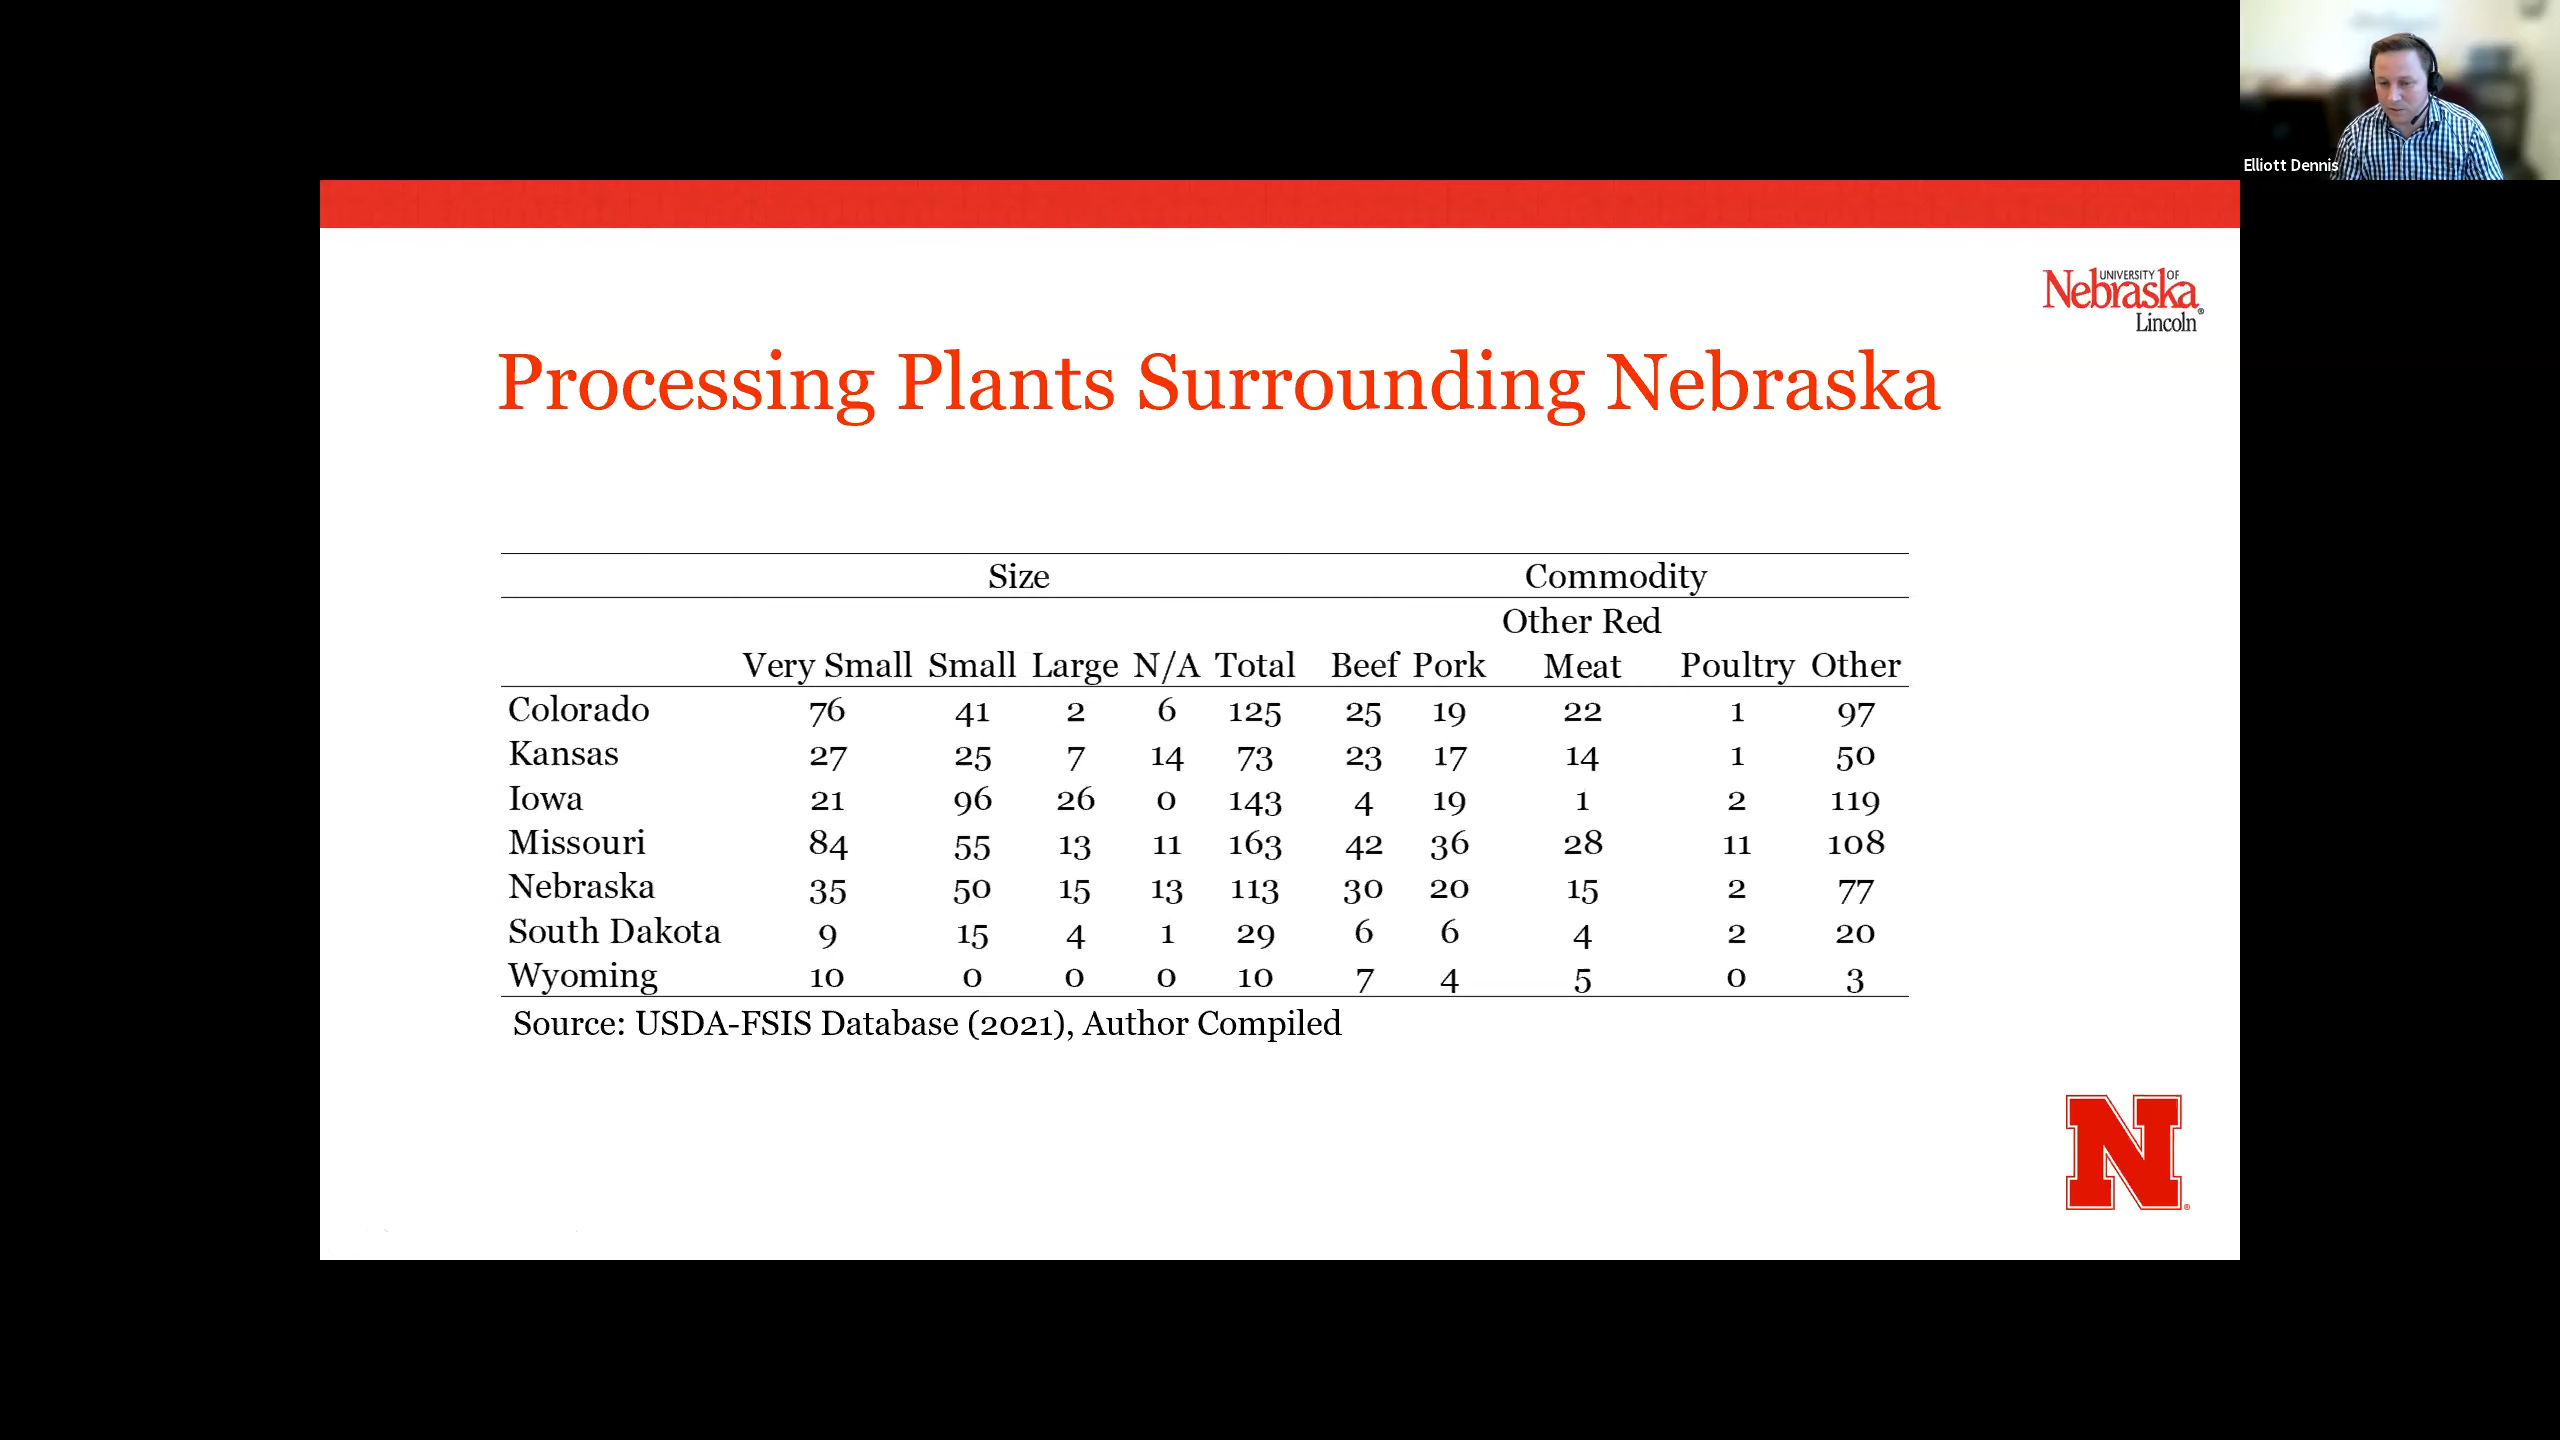 Elliott Dennis
UNIVERSITY OF
Nebraska®
Lincoln
Processing Plants Surrounding Nebraska
Size Commodity
Other Red
Very Small Small Large N/A Total Beef Pork Meat Poultry Other
Colorado 76 41 2 6 125 25 19 22 1 97
Kansas 27 25 7 14 73 23 17 14 1 50
Iowa 21 96 26 0 143 4 19 1 2 119
Missouri 84 55 13 11 163 42 36 28 11 108
Nebraska 35 50 15 13 113 30 20 15 2 77
South Dakota 9 15 4 1 29 6 6 4 2 20
Wyoming 10 0 0 0 10 7 4 5 0 3
Source: USDA-FSIS Database (2021), Author Compiled
N®